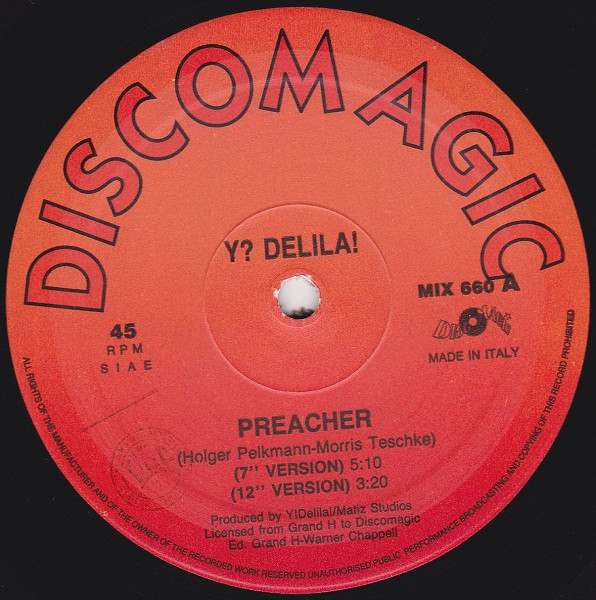 DISCOMAGIC
Y? DELILA!
MIX 660 A
DiscoMagic
MADE IN ITALY
45
RPM
SIAE
PREACHER
(Holger Pelkmann-Morris Teschke)
(7'' VERSION) 5:10
(12'' VERSION) 3:20
Produced by Y!Delila!/Matiz Studios
Licensed from Grand H to Discomagic
Ed. Grand H-Warner Chappell
ALL RIGHTS OF THE MANUFACTURER AND OF THE OWNER OF THE RECORDED WORK RESERVED UNAUTHORISED PUBLIC PERFORMANCE BROADCASTING AND COPYING OF THIS RECORD PROHIBITED